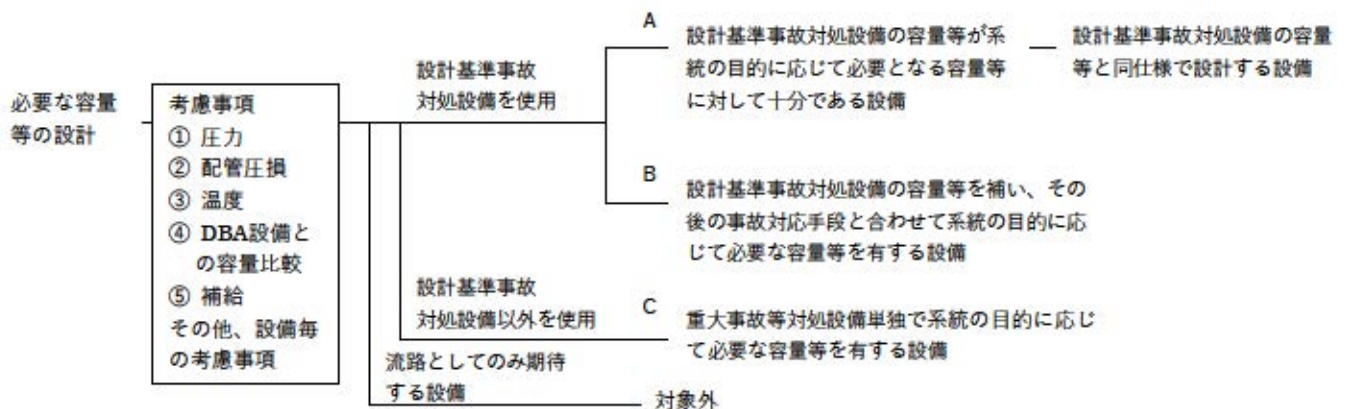 必要な容量
等の設計
考慮事項
① 圧力
② 配管圧損
③ 温度
④ DBA設備と
の容量比較
⑤ 補給
その他、設備毎
の考慮事項
設計基準事故
対処設備を使用
A
設計基準事故対処設備の容量等が系
統の目的に応じて必要となる容量等
に対して十分である設備
設計基準事故対処設備の容量
等と同仕様で設計する設備
B
設計基準事故対処設備の容量等を補い、その
後の事故対応手段と合わせて系統の目的に応
じて必要な容量等を有する設備
設計基準事故
対処設備以外を使用
C
重大事故等対処設備単独で系統の目的に応じ
て必要な容量等を有する設備
流路としてのみ期待
する設備
対象外